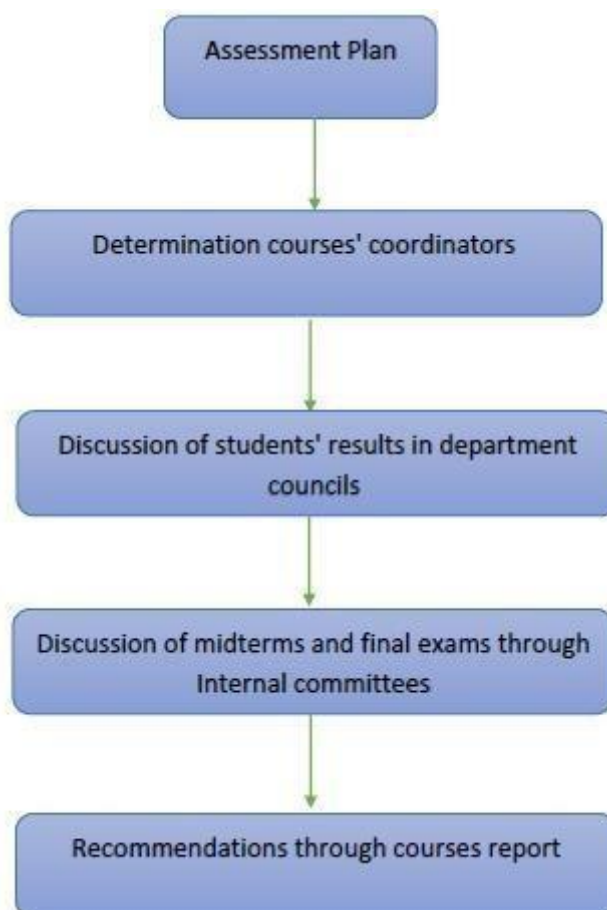 Assessment Plan
Determination courses' coordinators
Discussion of students' results in department
councils
Discussion of midterms and final exams through
Internal committees
Recommendations through courses report